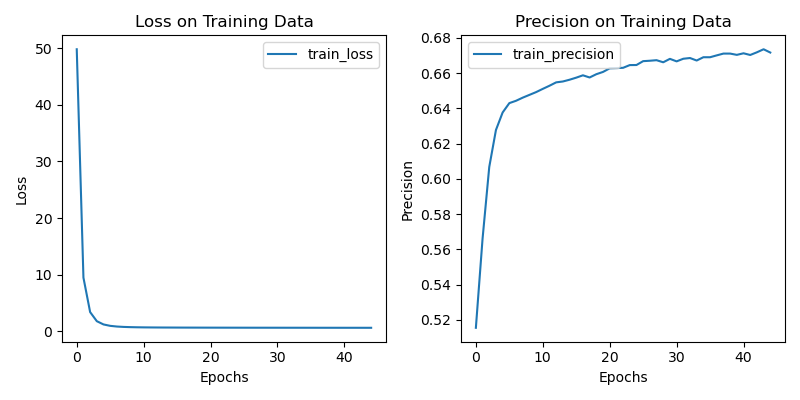 Loss on Training Data
train_loss
50
40
30
20
10
0
Loss
0 10 20 30 40
Epochs
Precision on Training Data
train_precision
0.68
0.66
0.64
0.62
0.60
0.58
0.56
0.54
0.52
Precision
0 10 20 30 40
Epochs